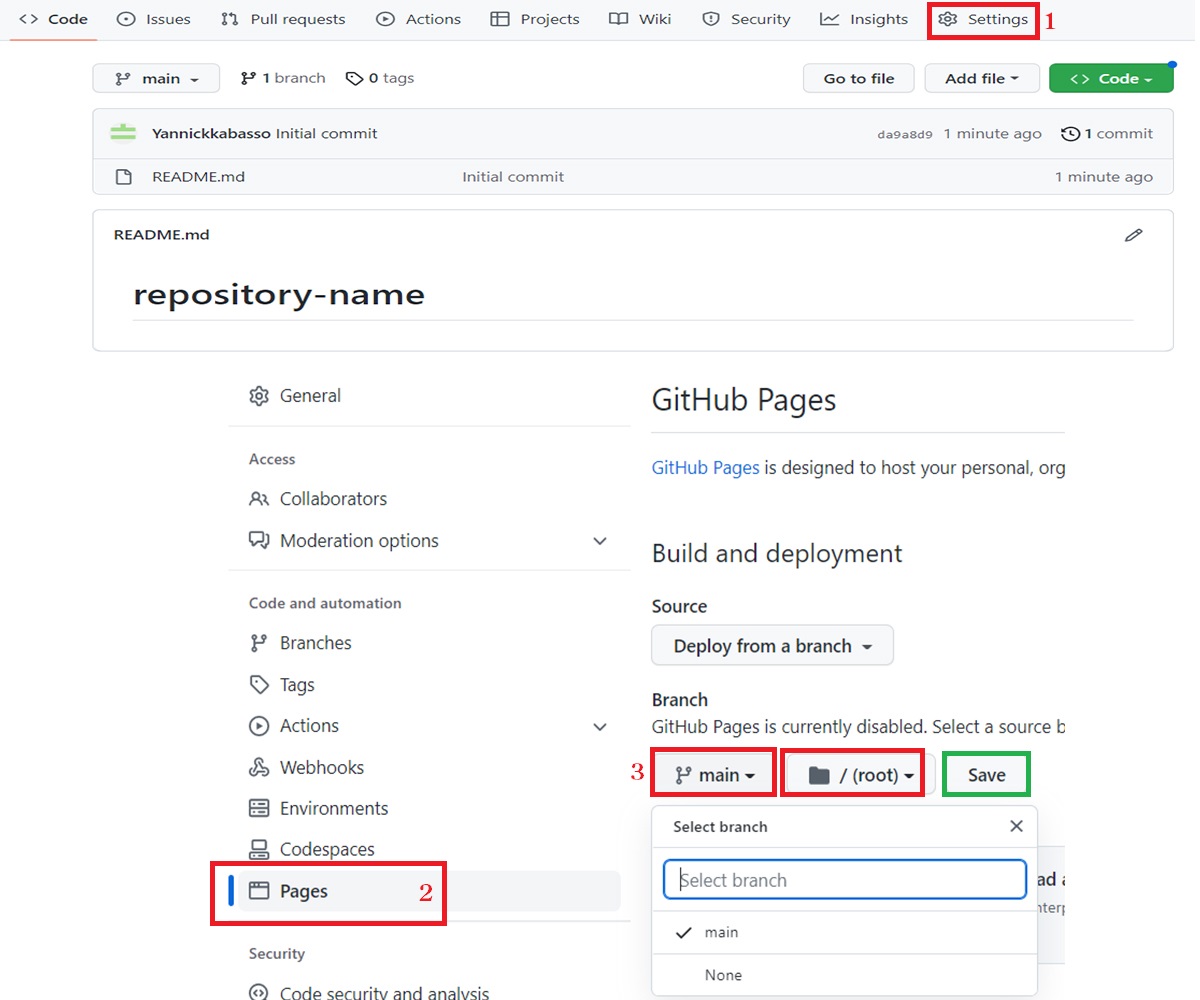 <> Code Issues Pull requests Actions Projects Wiki Security Insights Settings 1
main 1 branch 0 tags Go to file Add file <> Code
Yannickkabasso Initial commit da9a8d9 1 minute ago 1 commit
README.md Initial commit 1 minute ago
README.md
repository-name
General
Access
Collaborators
Moderation options
Code and automation
Branches
Tags
Actions
Webhooks
Environments
Codespaces
Pages 2
Security
Code security and analysis
GitHub Pages
GitHub Pages is designed to host your personal, org
Build and deployment
Source
Deploy from a branch
Branch
GitHub Pages is currently disabled. Select a source b
3 main / (root) Save
Select branch
Select branch
main
None